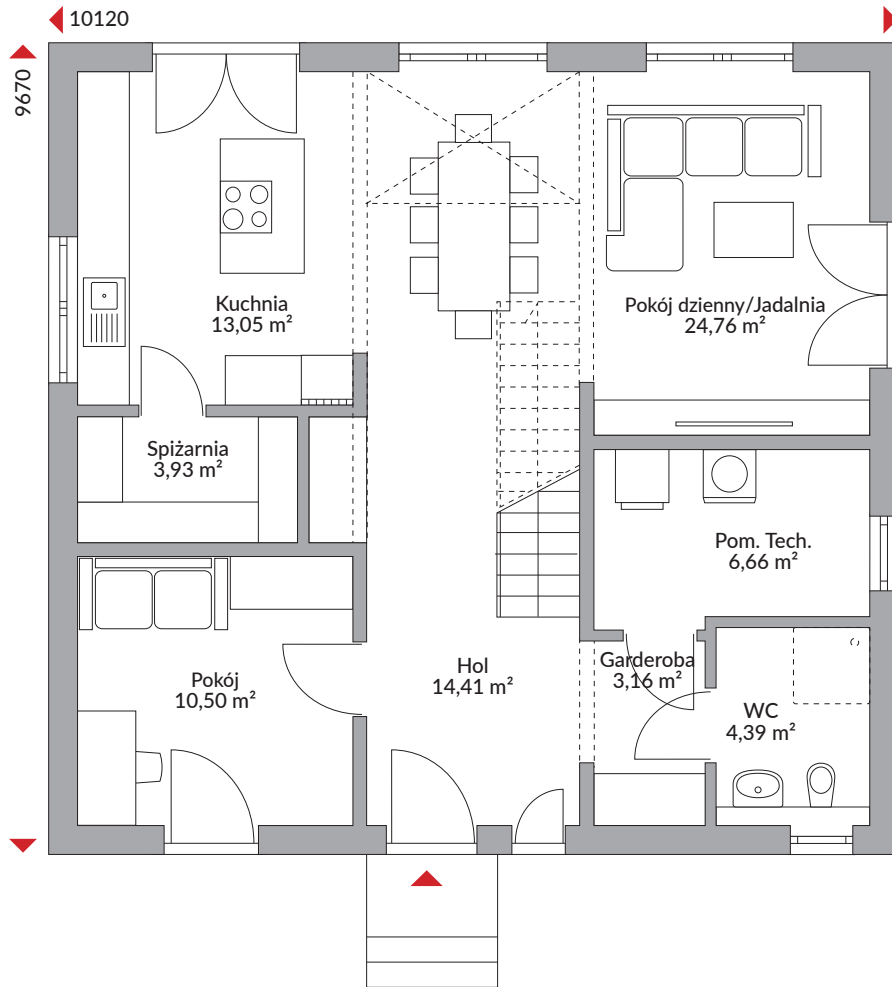 10120
9670
Kuchnia
13,05 m²
Pokój dzienny/Jadalnia
24,76 m²
Spiżarnia
3,93 m²
Pom. Tech.
6,66 m²
Pokój
10,50 m²
Hol
14,41 m²
Garderoba
3,16 m²
WC
4,39 m²